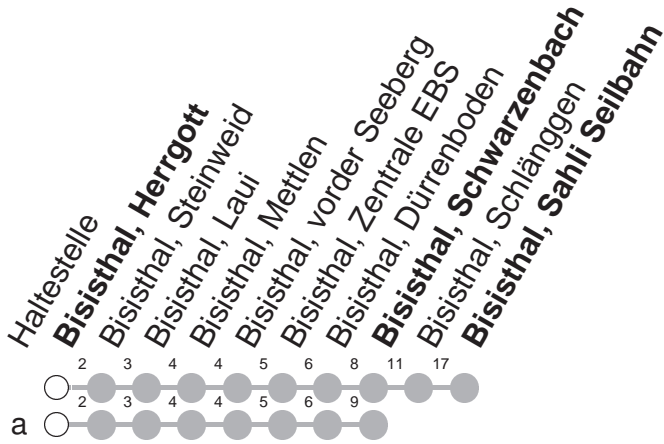 Haltestelle
Bisisthal, Herrgott
Bisisthal, Steinweid
Bisisthal, Laui
Bisisthal, Mettlen
Bisisthal, vorder Seeberg
Bisisthal, Zentrale EBS
Bisisthal, Dürrenboden
Bisisthal, Schwarzenbach
Bisisthal, Schlänggen
Bisisthal, Sahli Seilbahn
2 3 4 4 5 6 8 11 17
a 2 3 4 4 5 6 9